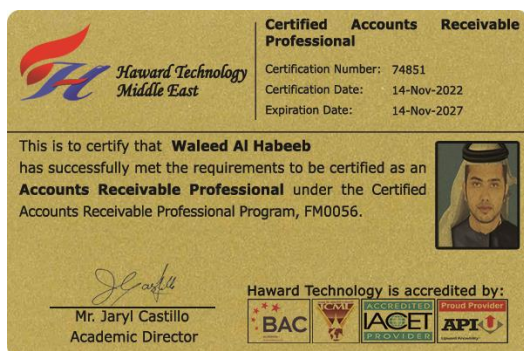 Haward Technology
Middle East
Certified Accounts Receivable
Professional
Certification Number: 74851
Certification Date: 14-Nov-2022
Expiration Date: 14-Nov-2027
This is to certify that Waleed Al Habeeb
has successfully met the requirements to be certified as an
Accounts Receivable Professional under the Certified
Accounts Receivable Professional Program, FM0056.
Mr. Jaryl Castillo
Academic Director
Haward Technology is accredited by:
BAC
ACCREDITED
IACET
PROVIDER
Proud Provider
API